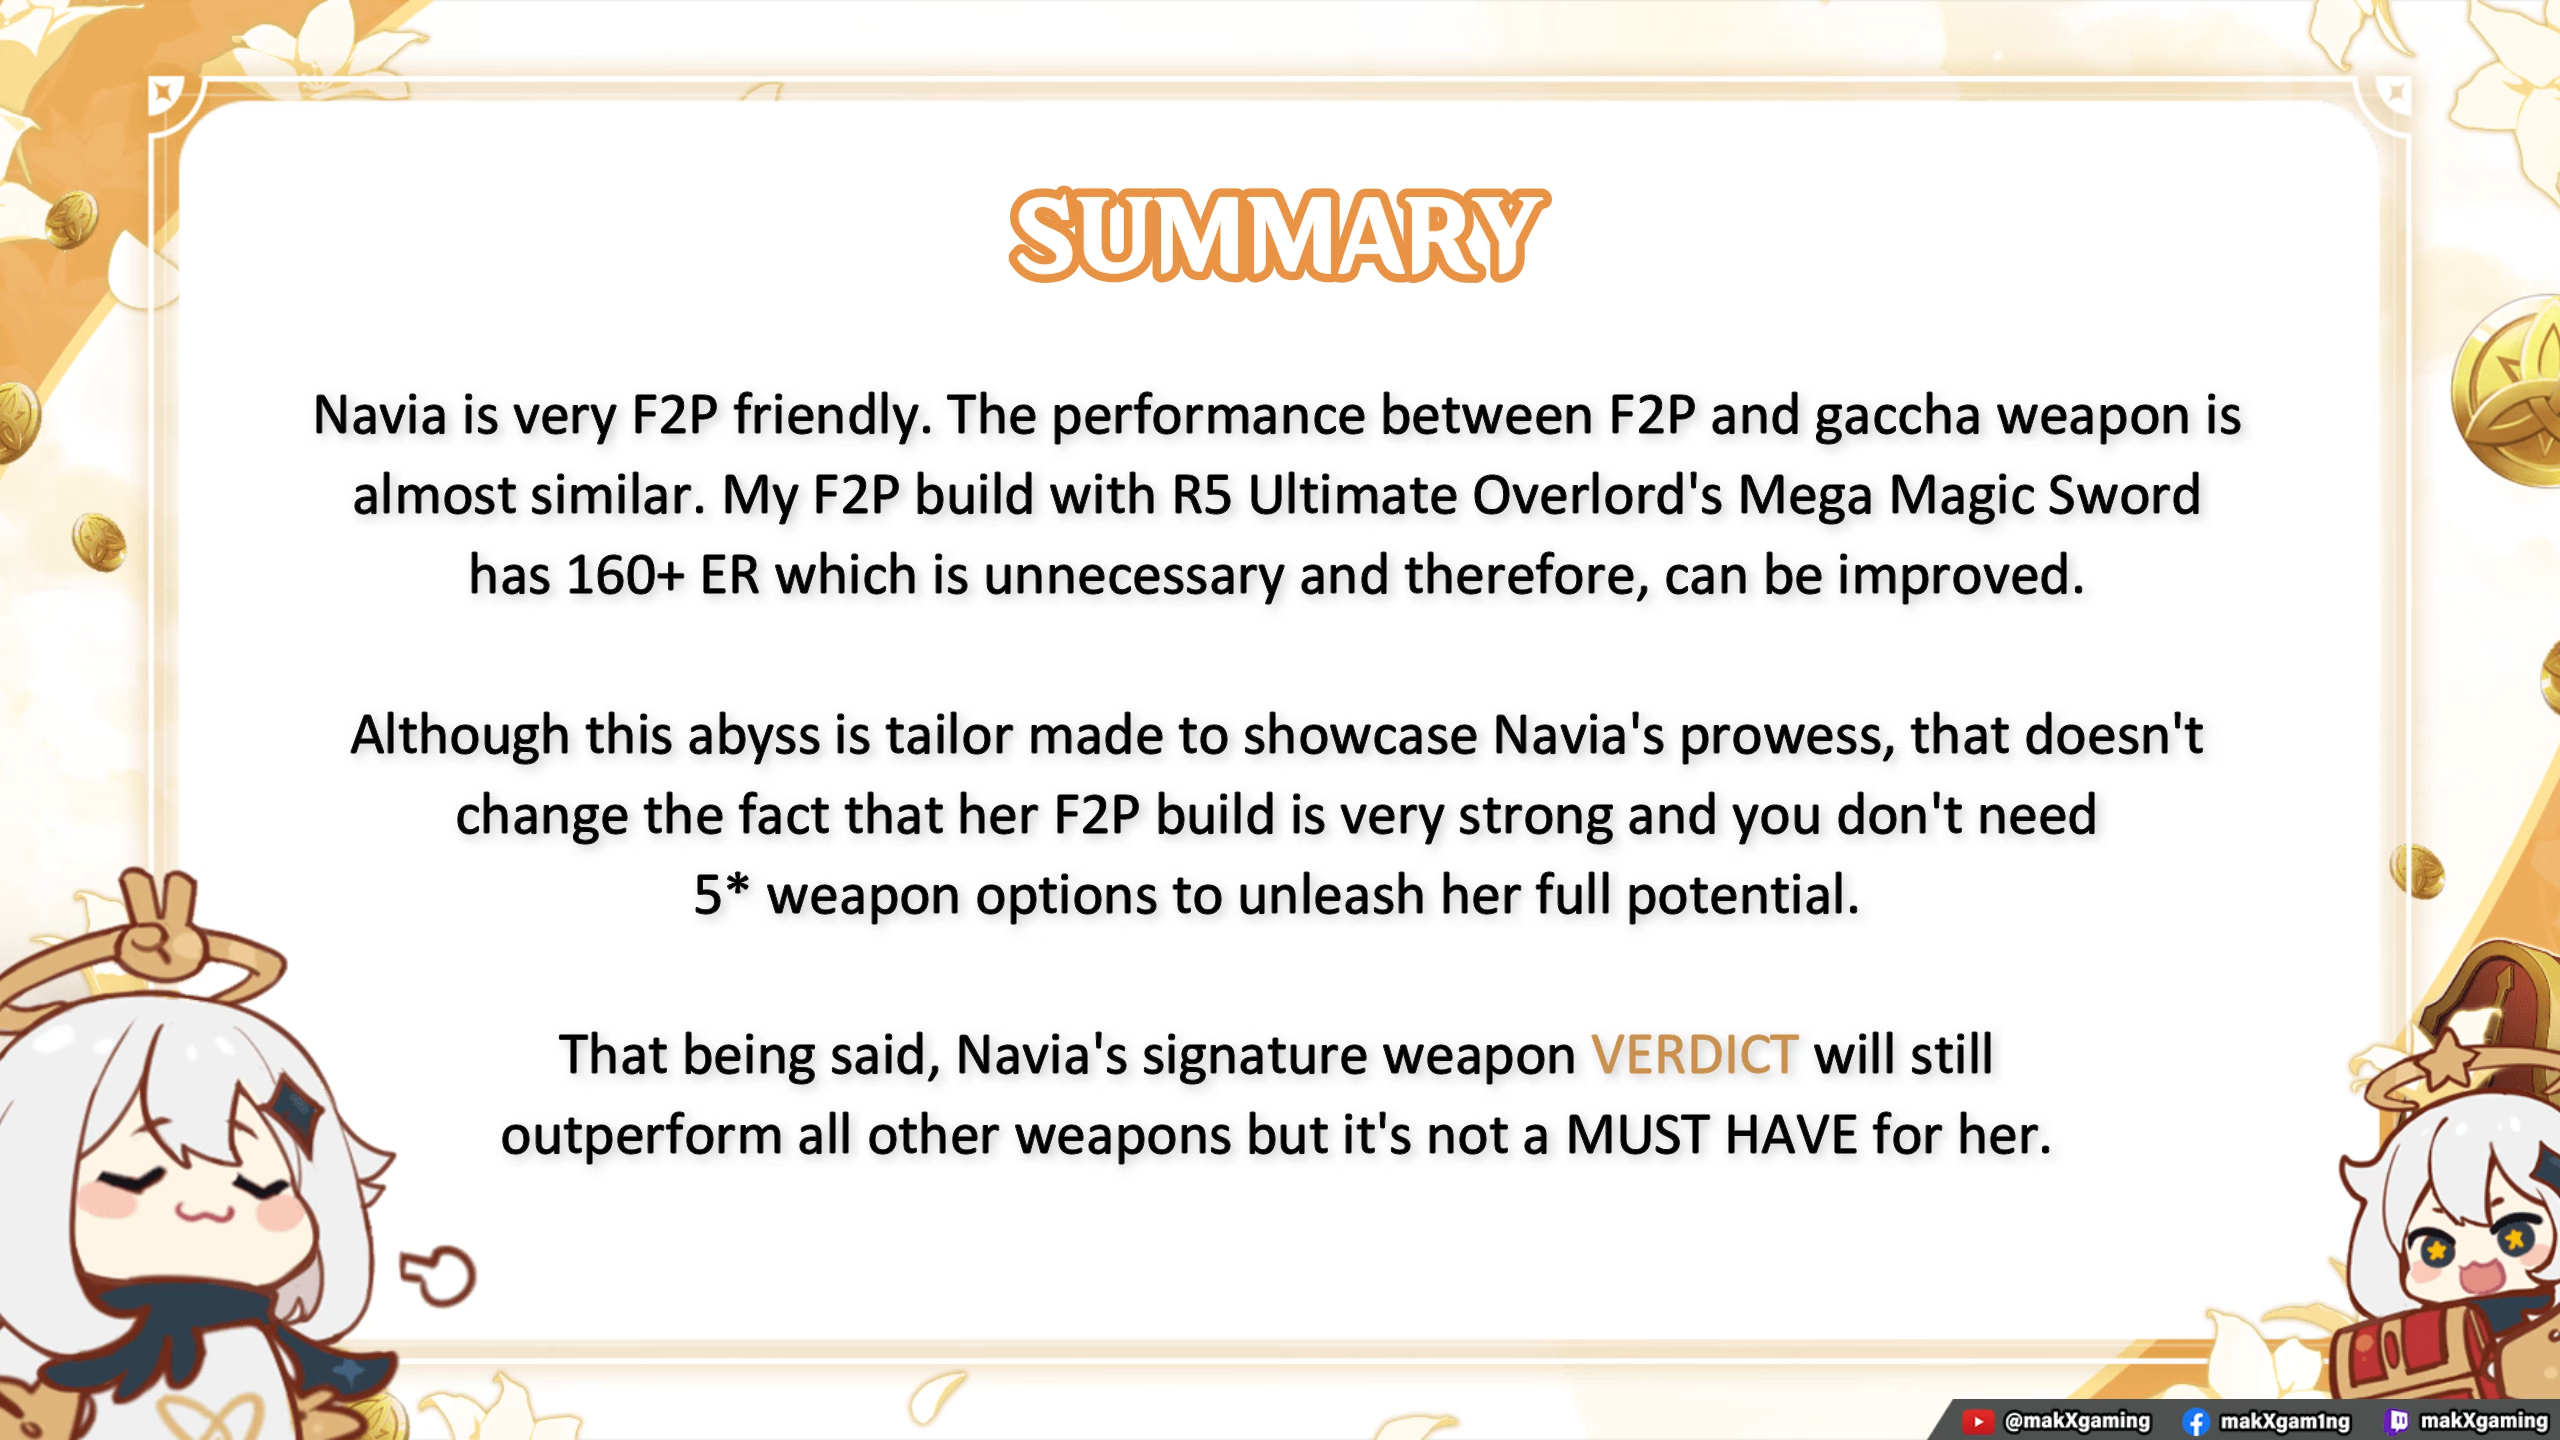 SUMMARY
Navia is very F2P friendly. The performance between F2P and gaccha weapon is
almost similar. My F2P build with R5 Ultimate Overlord's Mega Magic Sword
has 160+ ER which is unnecessary and therefore, can be improved.
Although this abyss is tailor made to showcase Navia's prowess, that doesn't
change the fact that her F2P build is very strong and you don't need
5* weapon options to unleash her full potential.
That being said, Navia's signature weapon VERDICT will still
outperform all other weapons but it's not a MUST HAVE for her.
@makXgaming makXgam1ng makXgaming